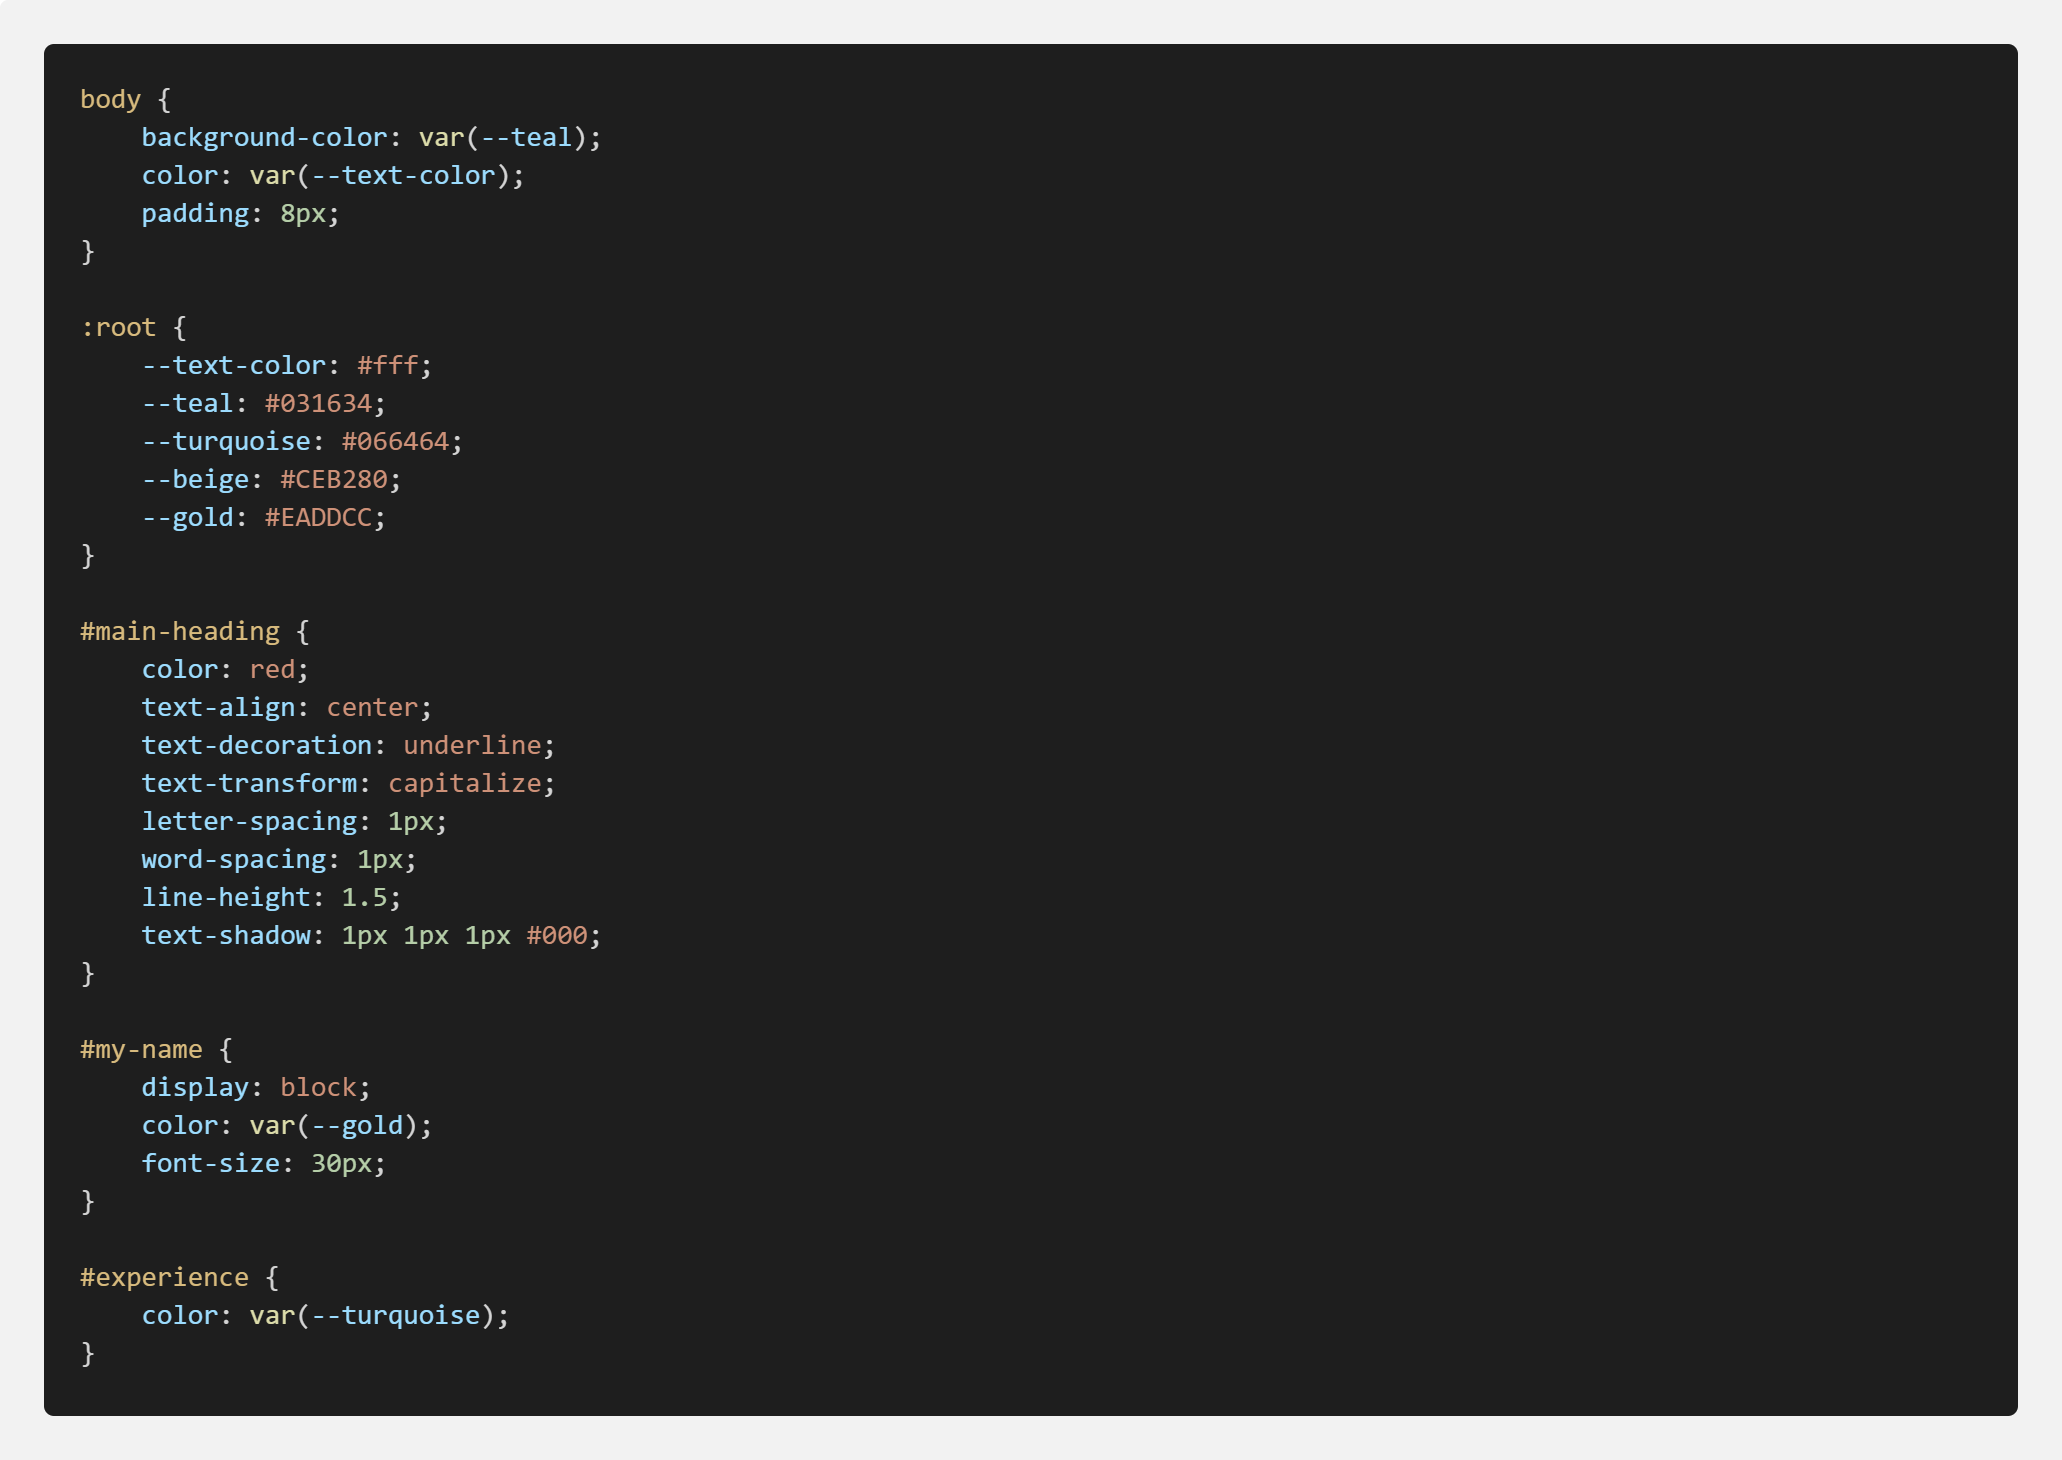 body {
    background-color: var(--teal);
    color: var(--text-color);
    padding: 8px;
}

:root {
    --text-color: #fff;
    --teal: #031634;
    --turquoise: #066464;
    --beige: #CEB280;
    --gold: #EADDCC;
}

#main-heading {
    color: red;
    text-align: center;
    text-decoration: underline;
    text-transform: capitalize;
    letter-spacing: 1px;
    word-spacing: 1px;
    line-height: 1.5;
    text-shadow: 1px 1px 1px #000;
}

#my-name {
    display: block;
    color: var(--gold);
    font-size: 30px;
}

#experience {
    color: var(--turquoise);
}